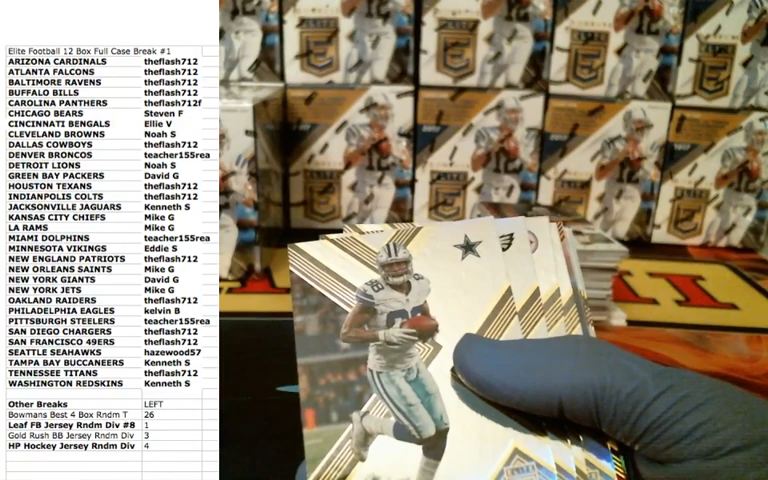 Elite Football 12 Box Full Case Break #1
ARIZONA CARDINALS theflash712
ATLANTA FALCONS theflash712
BALTIMORE RAVENS theflash712
BUFFALO BILLS theflash712
CAROLINA PANTHERS theflash712f
CHICAGO BEARS Steven F
CINCINNATI BENGALS Ellie V
CLEVELAND BROWNS Noah S
DALLAS COWBOYS theflash712
DENVER BRONCOS teacher155rea
DETROIT LIONS Noah S
GREEN BAY PACKERS David G
HOUSTON TEXANS theflash712
INDIANPOLIS COLTS theflash712
JACKSONVILLE JAGUARS Kenneth S
KANSAS CITY CHIEFS Mike G
LA RAMS Mike G
MIAMI DOLPHINS teacher155rea
MINNESOTA VIKINGS Eddie S
NEW ENGLAND PATRIOTS theflash712
NEW ORLEANS SAINTS Mike G
NEW YORK GIANTS David G
NEW YORK JETS Mike G
OAKLAND RAIDERS theflash712
PHILADELPHIA EAGLES kelvin B
PITTSBURGH STEELERS teacher155rea
SAN DIEGO CHARGERS theflash712
SAN FRANCISCO 49ERS theflash712
SEATTLE SEAHAWKS hazewood57
TAMPA BAY BUCCANEERS Kenneth S
TENNESSEE TITANS theflash712
WASHINGTON REDSKINS Kenneth S
Other Breaks LEFT
Bowmans Best 4 Box Rndm T 26
Leaf FB Jersey Rndm Div #8 1
Gold Rush BB Jersey Rndm Div 3
HP Hockey Jersey Rndm Div 4